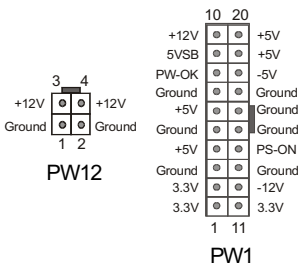 3 4
+12V +12V
Ground Ground
1 2
PW12
10 20
+12V +5V
5VSB +5V
PW-OK -5V
Ground Ground
+5V Ground
Ground Ground
+5V PS-ON
Ground Ground
3.3V -12V
3.3V 3.3V
1 11
PW1